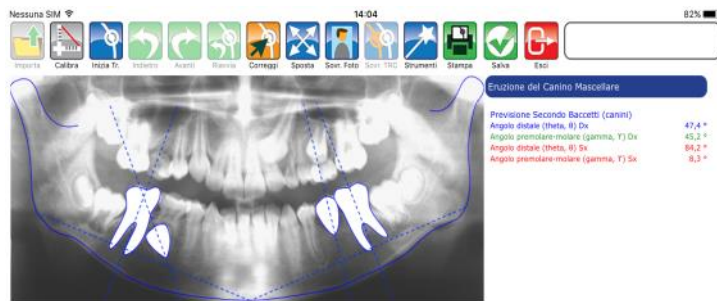 Nessuna SIM
14:04
82%
Importa Calibra Inizia Tr. Indietro Avanti Riavvia Correggi Sposta Sovr. Foto Sovr. TRG Strumenti Stampa Salva Esci
Eruzione del Canino Mascellare
Previsione Secondo Baccetti (canini)
Angolo distale (theta, θ) Dx 47,4 °
Angolo premolare-molare (gamma, ϒ) Dx 45,2 °
Angolo distale (theta, θ) Sx 84,2 °
Angolo premolare-molare (gamma, ϒ) Sx 8,3 °